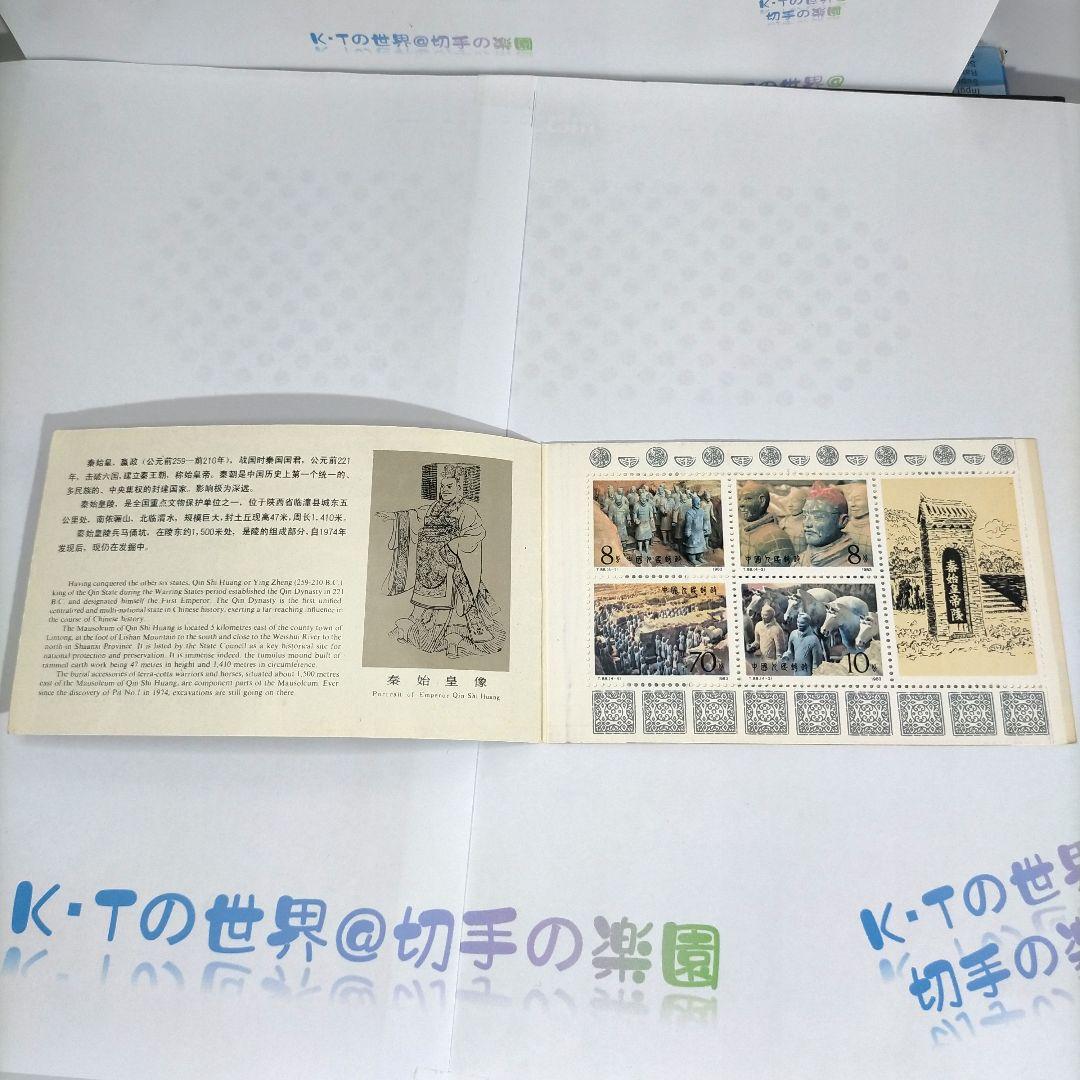 K・Tの世界@切手の楽園
切手の
K・Tの世界@
秦始皇，嬴政（公元前259—前210年），战国时秦国国君，公元前221
年，击破六国，建立秦王朝，称始皇帝。秦朝是中国历史上第一个统一的、
多民族的、中央集权的封建国家，影响极为深远。
秦始皇陵，是全国重点文物保护单位之一，位于陕西省临潼县城东五
公里处，南依骊山，北临渭水，规模巨大，封土丘现高47米，周长1,410米。
秦始皇陵兵马俑坑，在陵东约1,500米处，是陵的组成部分，自1974年
发现后，现仍在发掘中。
Having conquered the other six states, Qin Shi Huang or Ying Zheng (259-210 B.C.)
king of the Qin State during the Warring States period established the Qin Dynasty in 221
B.C. and designated himself the First Emperor. The Qin Dynasty is the first unified
centralized and multi-national state in Chinese history, exerting a far reaching influence in
the course of Chinese history.
The Mausoleum of Qin Shi Huang is located 5 kilometres east of the county town of
Lintong, at the foot of Lishan Mountain to the south and close to the Weishui River to the
north in Shaanxi Province. It is listed by the State Council as a key historical site for
national protection and preservation. It is immense indeed, the tumulus mound built of
rammed earth work being 47 metres in height and 1,410 metres in circumference.
The burial accessories of terra-cotta warriors and horses, situated about 1,500 metres
east of the Mausoleum of Qin Shi Huang, are component parts of the Mausoleum. Ever
since the discovery of Pit No.1 in 1974, excavations are still going on there.
秦始皇像
Portrait of Emperor Qin Shi Huang
8分 中国人民邮政
T.88.(4-1) 1983
中国人民邮政 8分
T.88.(4-2) 1983
70分 中国人民邮政
T.88.(4-4) 1983
中国人民邮政 10分
T.88.(4-3) 1983
秦始皇帝陵
K・Tの世界@切手の楽園
K・Tの世界
切手の楽